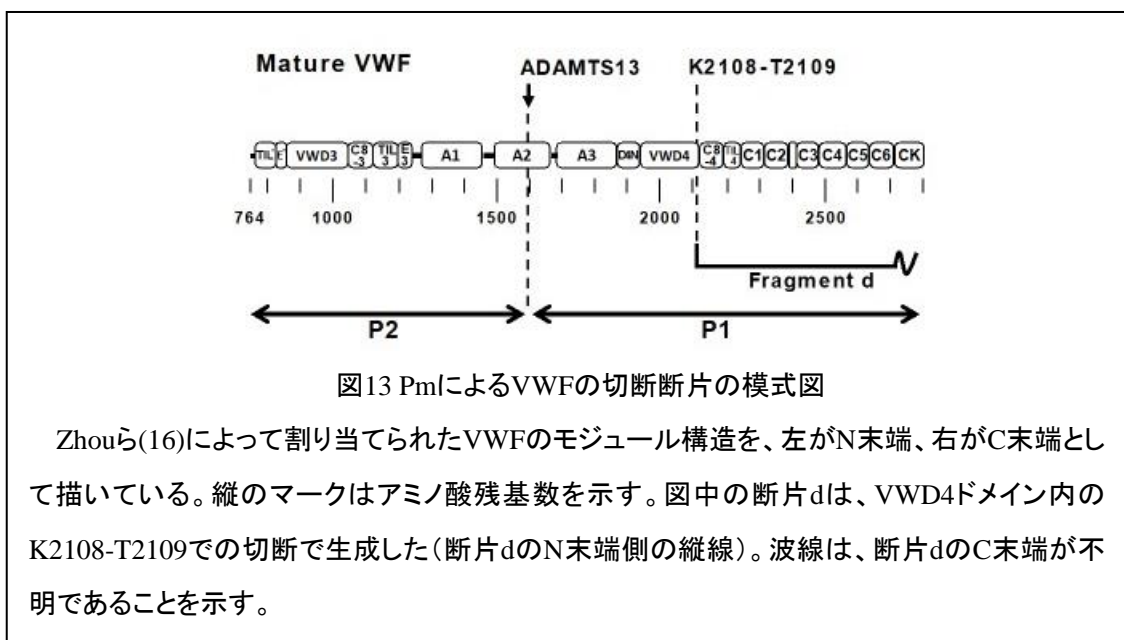 Mature VWF ADAMTS13 K2108-T2109
TIL' E' VWD3 C8-3 TIL3 E3 A1 A2 A3 D4N VWD4 C8-4 TIL4 C1 C2 C3 C4 C5 C6 CK
764 1000 1500 2000 2500
Fragment d
P2 P1
図13 PmによるVWFの切断断片の模式図
Zhouら(16)によって割り当てられたVWFのモジュール構造を、左がN末端、右がC末端とし
て描いている。縦のマークはアミノ酸残基数を示す。図中の断片dは、VWD4ドメイン内の
K2108-T2109での切断で生成した(断片dのN末端側の縦線)。波線は、断片dのC末端が不
明であることを示す。